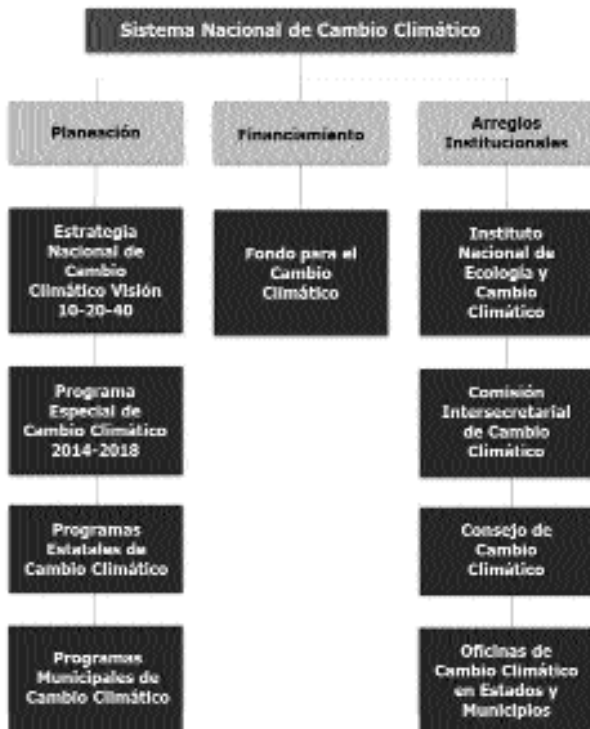 Sistema Nacional de Cambio Climático
Planeación
Financiamiento
Arreglos
Institucionales
Estrategia
Nacional de
Cambio
Climático Visión
10-20-40
Fondo para el
Cambio
Climático
Instituto
Nacional de
Ecología y
Cambio
Climático
Programa
Especial de
Cambio Climático
2014-2018
Comisión
Intersecretarial
de Cambio
Climático
Programas
Estatales de
Cambio Climático
Consejo de
Cambio
Climático
Programas
Municipales de
Cambio Climático
Oficinas de
Cambio Climático
en Estados y
Municipios